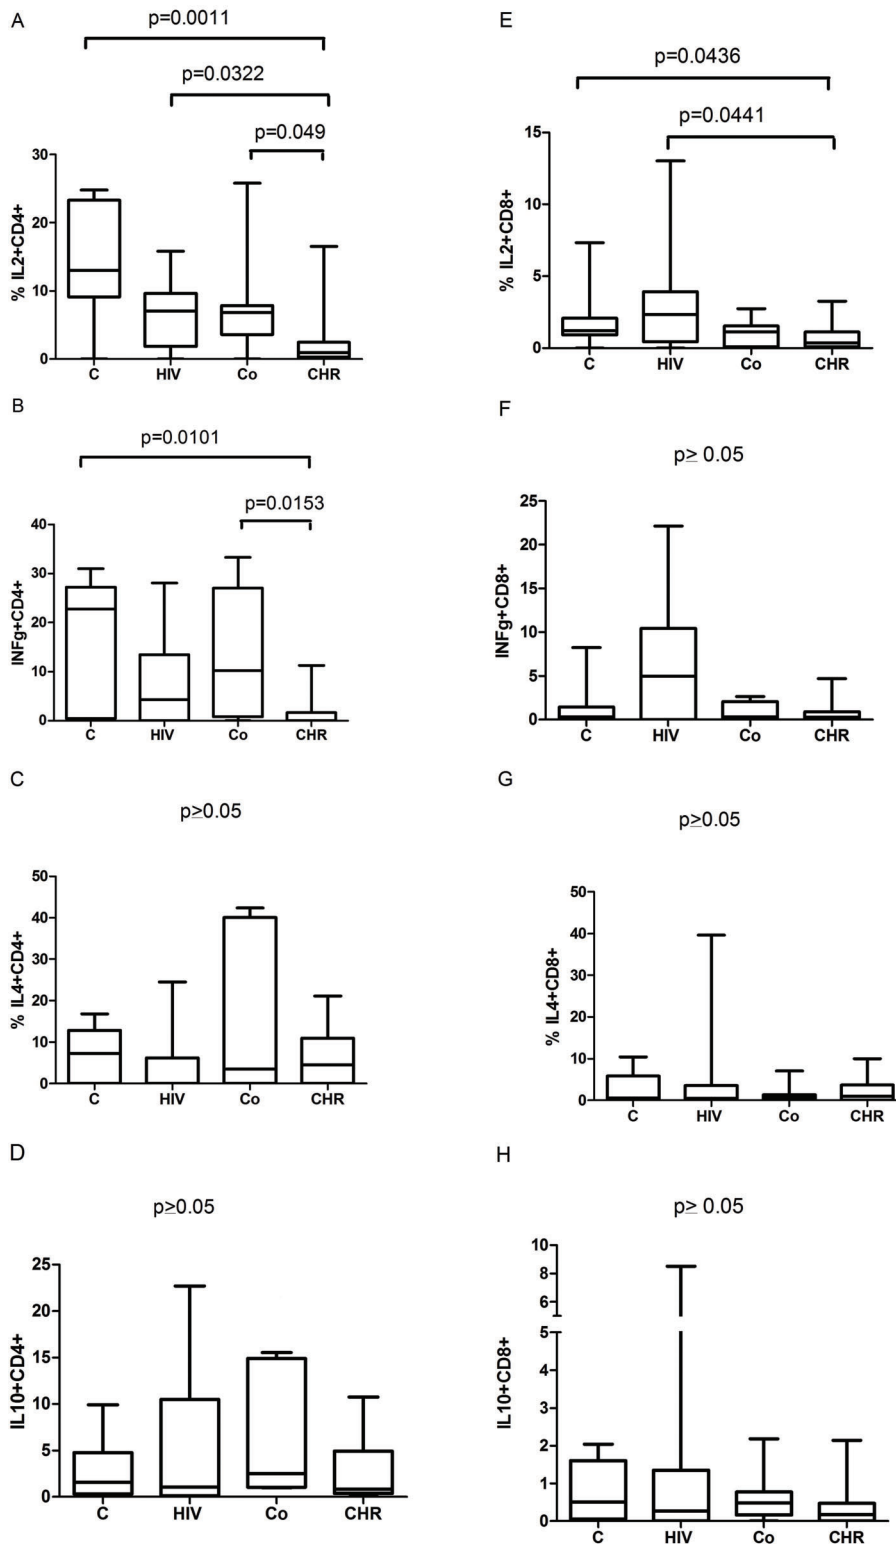 A
p=0.0011
p=0.0322
p=0.049
% IL2+CD4+
30
20
10
0
C HIV Co CHR
E
p=0.0436
p=0.0441
% IL2+CD8+
15
10
5
0
C HIV Co CHR
B
p=0.0101
p=0.0153
INFg+CD4+
40
30
20
10
0
C HIV Co CHR
F
p≥ 0.05
INFg+CD8+
25
20
15
10
5
0
C HIV Co CHR
C
p≥0.05
% IL4+CD4+
50
40
30
20
10
0
C HIV Co CHR
G
p≥0.05
% IL4+CD8+
50
40
30
20
10
0
C HIV Co CHR
D
p≥0.05
IL10+CD4+
25
20
15
10
5
0
C HIV Co CHR
H
p≥ 0.05
IL10+CD8+
10
8
6
5
4
3
2
1
0
C HIV Co CHR